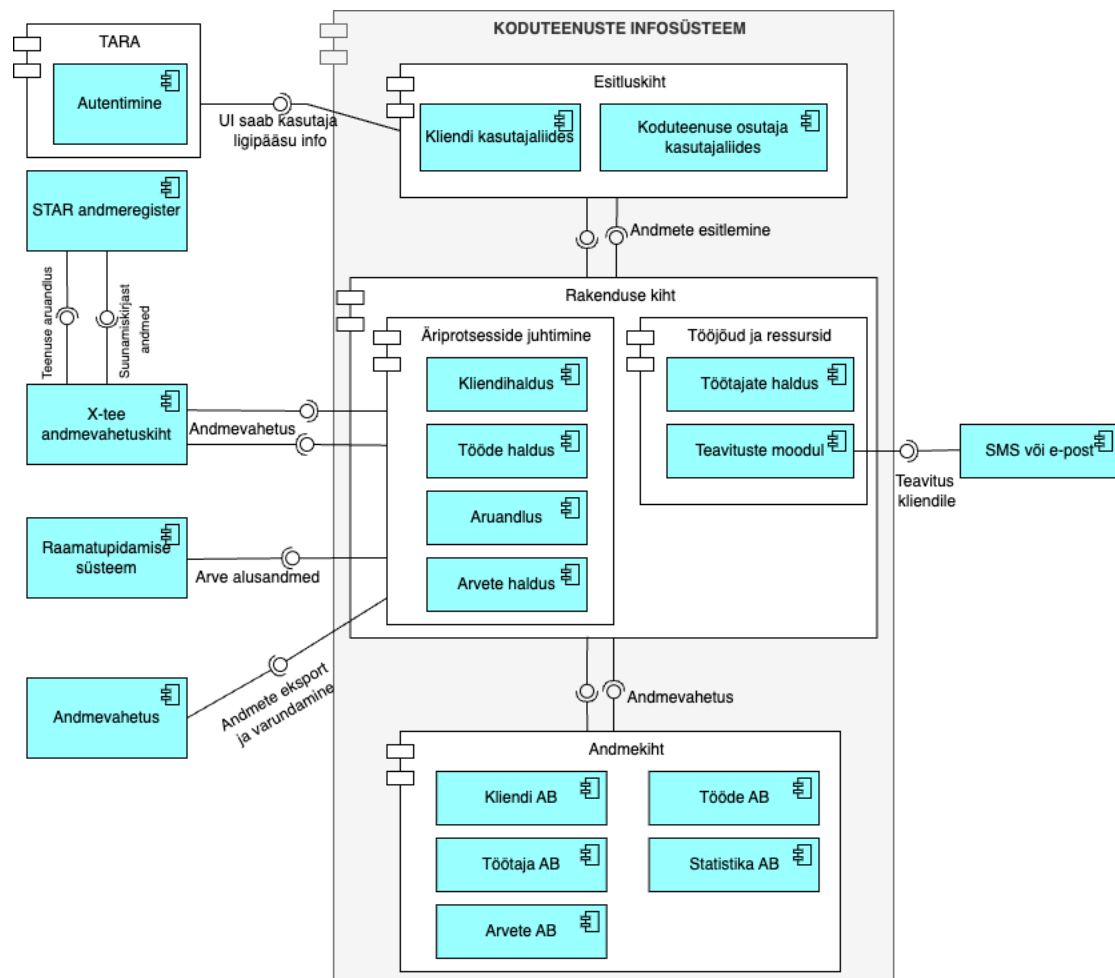 KODUTEENUSTE INFOSÜSTEEM
TARA
Autentimine
UI saab kasutaja
ligipääsu info
Esitluskiht
Kliendi kasutajaliides
Koduteenuse osutaja
kasutajaliides
STAR andmeregister
Andmete esitlemine
Teenuse aruandlus
Suunamiskirjast
andmed
Rakenduse kiht
Äriprotsesside juhtimine
Kliendihaldus
Tööde haldus
Aruandlus
Arvete haldus
Tööjõud ja ressursid
Töötajate haldus
Teavituste moodul
X-tee
andmevahetuskiht
Andmevahetus
SMS või e-post
Teavitus
kliendile
Raamatupidamise
süsteem
Arve alusandmed
Andmevahetus
Andmete eksport
ja varundamine
Andmevahetus
Andmekiht
Kliendi AB
Tööde AB
Töötaja AB
Statistika AB
Arvete AB